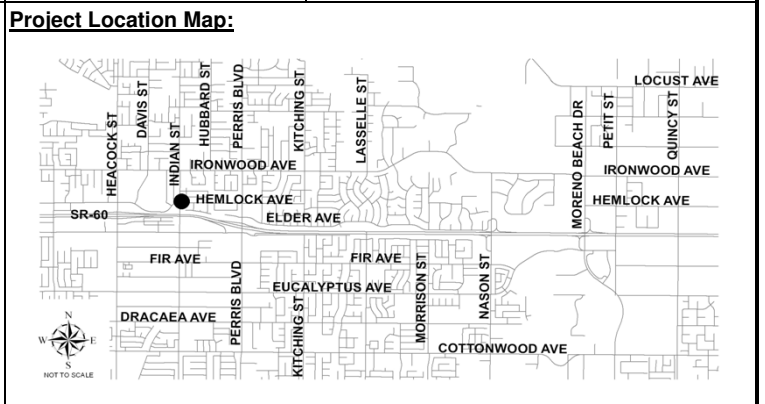 Project Location Map:
LOCUST AVE
HEACOCK ST
DAVIS ST
INDIAN ST
HUBBARD ST
PERRIS BLVD
KITCHING ST
LASSELLE ST
MORENO BEACH DR
PETIT ST
QUINCY ST
IRONWOOD AVE
IRONWOOD AVE
HEMLOCK AVE
HEMLOCK AVE
SR-60
ELDER AVE
FIR AVE
FIR AVE
PERRIS BLVD
EUCALYPTUS AVE
KITCHING ST
MORRISON ST
NASON ST
DRACAEA AVE
COTTONWOOD AVE
N
W
E
S
NOT TO SCALE